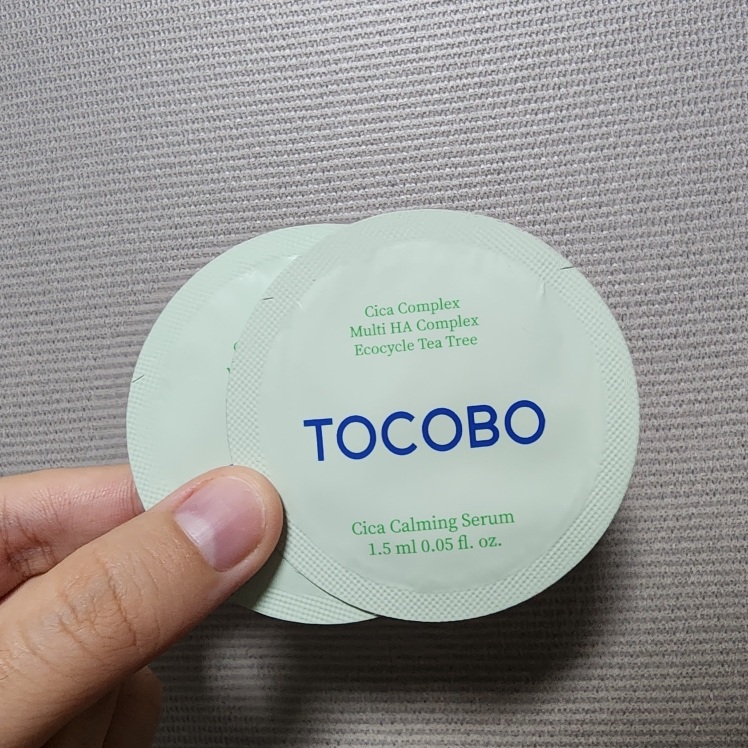 Cica Complex
Multi HA Complex
Ecocycle Tea Tree
TOCOBO
Cica Calming Serum
1.5 ml 0.05 fl. oz.